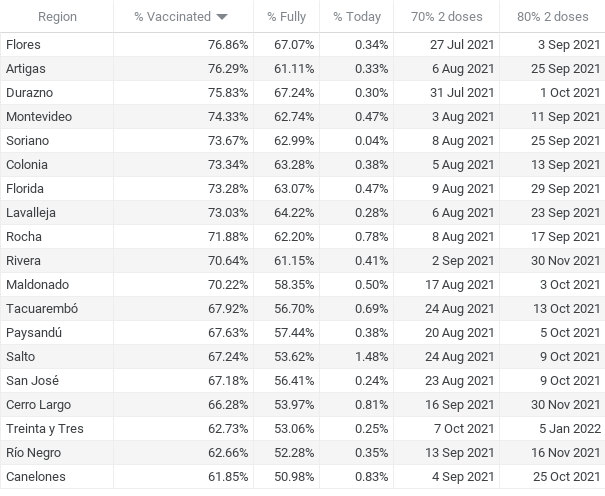 Region % Vaccinated % Fully % Today 70% 2 doses 80% 2 doses
Flores 76.86% 67.07% 0.34% 27 Jul 2021 3 Sep 2021
Artigas 76.29% 61.11% 0.33% 6 Aug 2021 25 Sep 2021
Durazno 75.83% 67.24% 0.30% 31 Jul 2021 1 Oct 2021
Montevideo 74.33% 62.74% 0.47% 3 Aug 2021 11 Sep 2021
Soriano 73.67% 62.99% 0.04% 8 Aug 2021 25 Sep 2021
Colonia 73.34% 63.28% 0.38% 5 Aug 2021 13 Sep 2021
Florida 73.28% 63.07% 0.47% 9 Aug 2021 29 Sep 2021
Lavalleja 73.03% 64.22% 0.28% 6 Aug 2021 23 Sep 2021
Rocha 71.88% 62.20% 0.78% 8 Aug 2021 17 Sep 2021
Rivera 70.64% 61.15% 0.41% 2 Sep 2021 30 Nov 2021
Maldonado 70.22% 58.35% 0.50% 17 Aug 2021 3 Oct 2021
Tacuarembó 67.92% 56.70% 0.69% 24 Aug 2021 13 Oct 2021
Paysandú 67.63% 57.44% 0.38% 20 Aug 2021 5 Oct 2021
Salto 67.24% 53.62% 1.48% 24 Aug 2021 9 Oct 2021
San José 67.18% 56.41% 0.24% 23 Aug 2021 9 Oct 2021
Cerro Largo 66.28% 53.97% 0.81% 16 Sep 2021 30 Nov 2021
Treinta y Tres 62.73% 53.06% 0.25% 7 Oct 2021 5 Jan 2022
Río Negro 62.66% 52.28% 0.35% 13 Sep 2021 16 Nov 2021
Canelones 61.85% 50.98% 0.83% 4 Sep 2021 25 Oct 2021